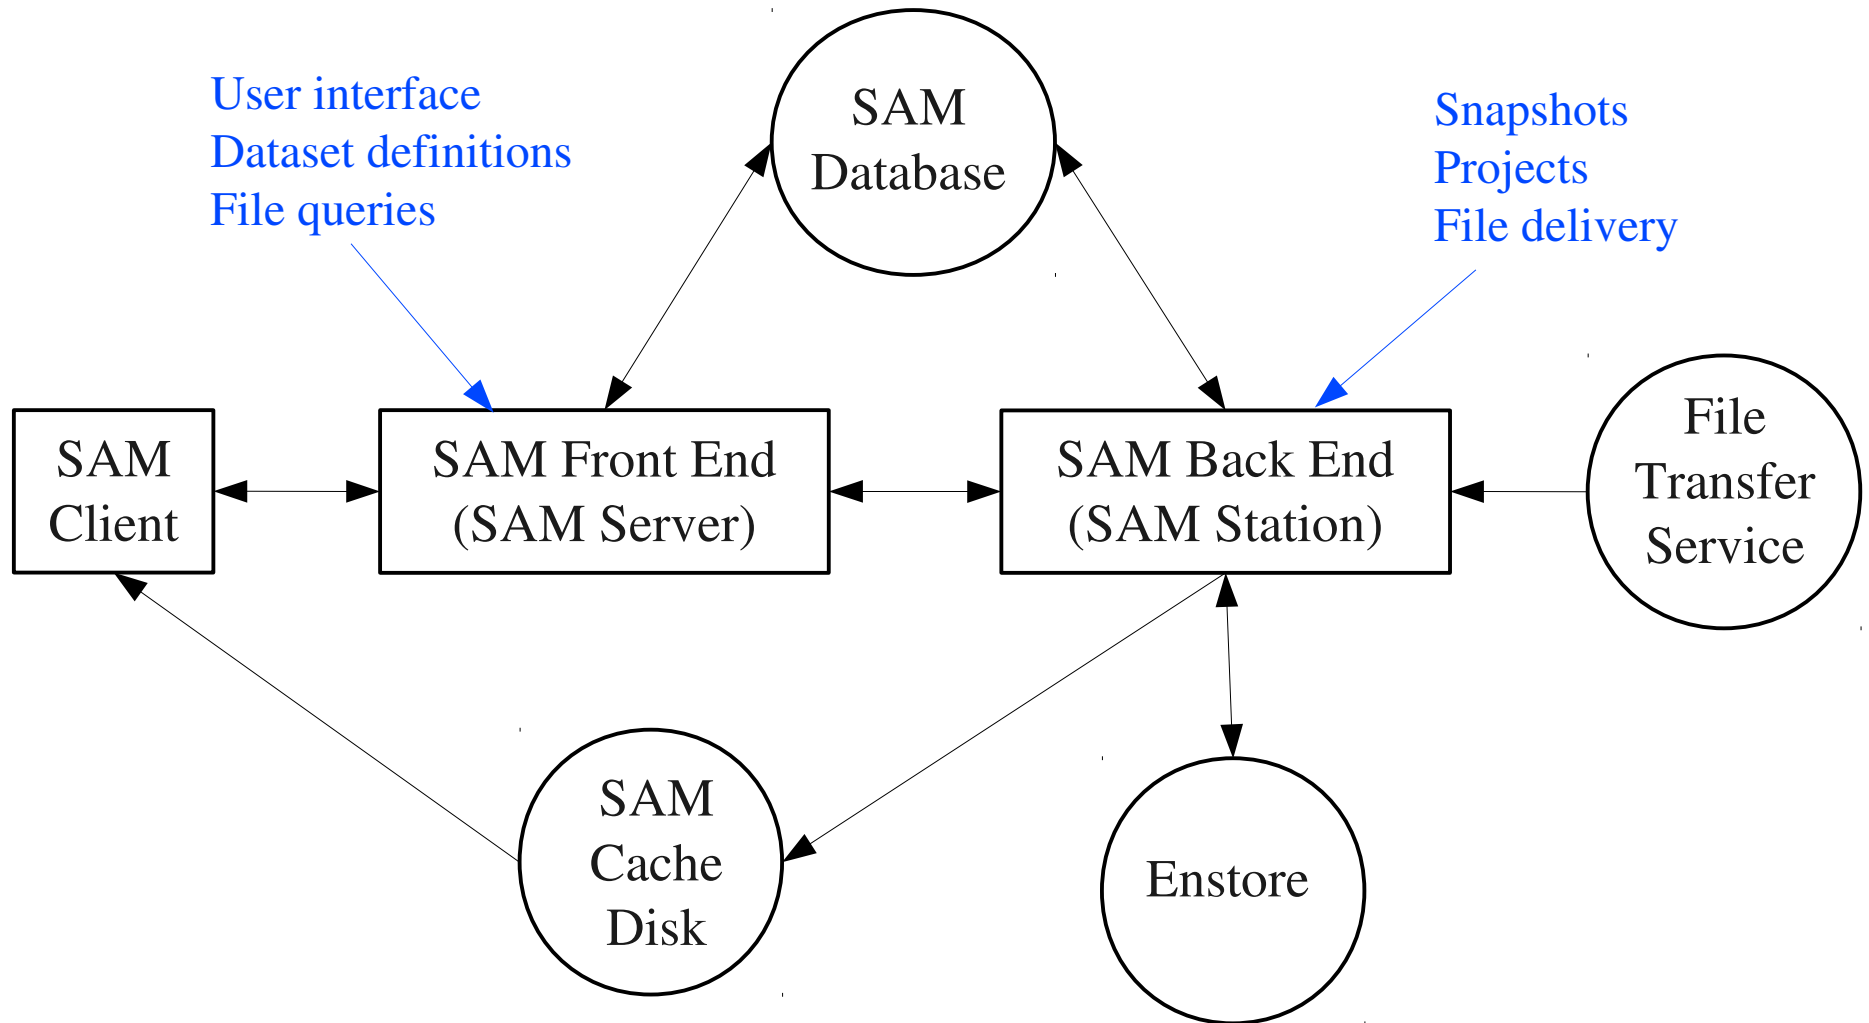 User interface
Dataset definitions
File queries
SAM
Database
Snapshots
Projects
File delivery
SAM
Client
SAM Front End
(SAM Server)
SAM Back End
(SAM Station)
File
Transfer
Service
SAM
Cache
Disk
Enstore